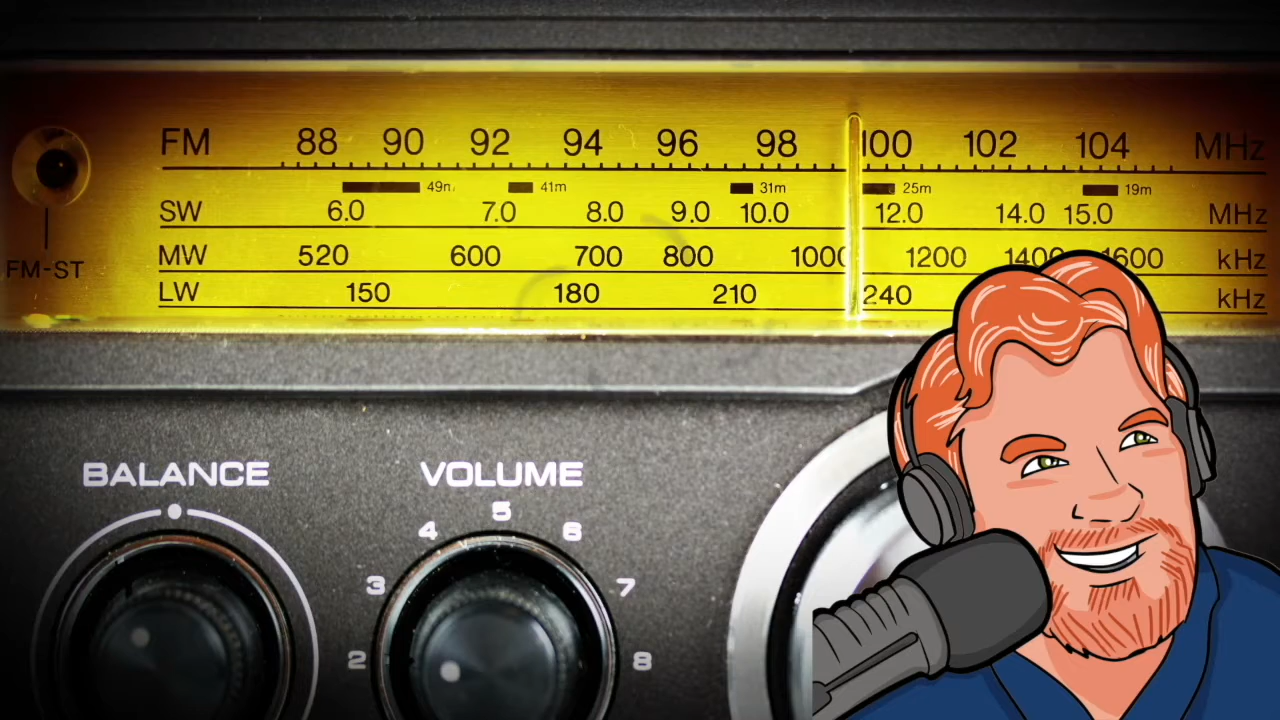 FM 88 90 92 94 96 98 100 102 104 MHz
49m 41m 31m 25m 19m
SW 6.0 7.0 8.0 9.0 10.0 12.0 14.0 15.0 MHz
MW 520 600 700 800 1000 1200 1400 1600 kHz
FM-ST
LW 150 180 210 240 kHz
BALANCE VOLUME
2 3 4 5 6 7 8